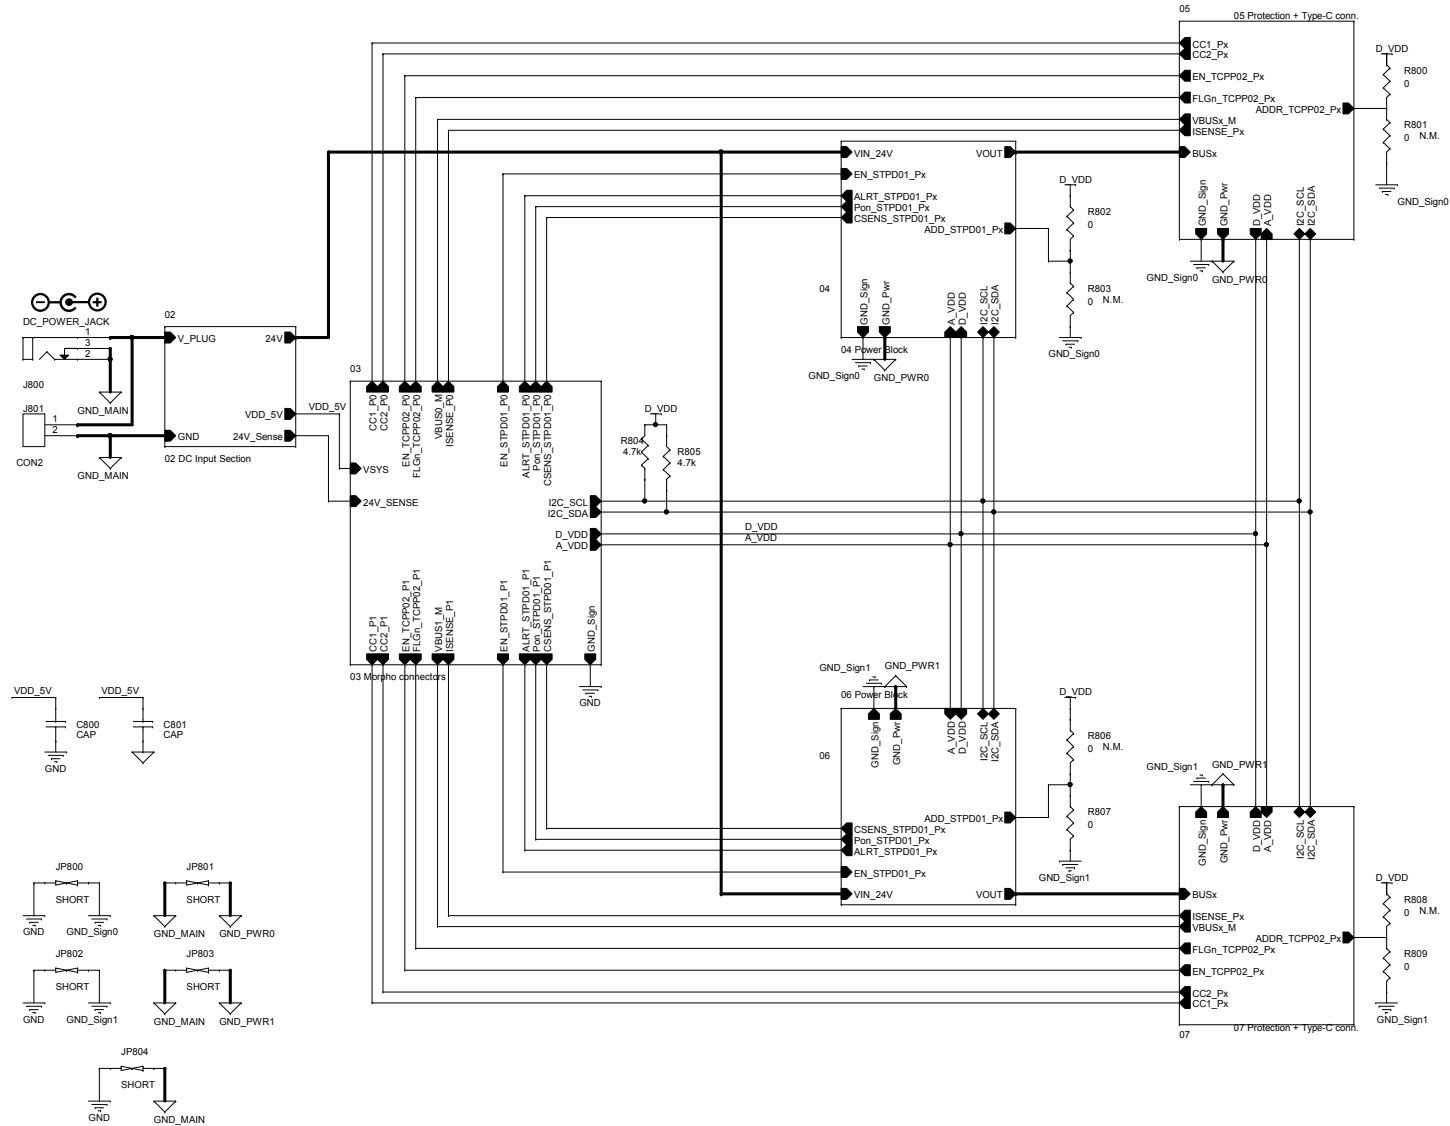 05
05 Protection + Type-C conn.
CC1_Px
CC2_Px
EN_TCPP02_Px
FLGn_TCPP02_Px
ADDR_TCPP02_Px
VBUSx_M
ISENSE_Px
BUSx
GND_Sign
GND_Pwr
D_VDD
A_VDD
I2C_SCL
I2C_SDA
GND_Sign0
GND_PWR0
D_VDD
R800
0
R801
0 N.M.
GND_Sign0
VIN_24V
VOUT
EN_STPD01_Px
ALRT_STPD01_Px
Pon_STPD01_Px
CSENS_STPD01_Px
ADD_STPD01_Px
04
GND_Sign
GND_Pwr
A_VDD
D_VDD
I2C_SCL
I2C_SDA
04 Power Block
GND_Sign0
GND_PWR0
D_VDD
R802
0
R803
0 N.M.
GND_Sign0
DC_POWER_JACK
1
3
2
J800
GND_MAIN
J801
1
2
CON2
GND_MAIN
02
V_PLUG
24V
VDD_5V
VDD_5V
GND
24V_Sense
02 DC Input Section
03
CC1_P0
CC2_P0
EN_TCPP02_P0
FLGn_TCPP02_P0
VBUS0_M
ISENSE_P0
EN_STPD01_P0
ALRT_STPD01_P0
Pon_STPD01_P0
CSENS_STPD01_P0
VSYS
24V_SENSE
I2C_SCL
I2C_SDA
D_VDD
A_VDD
D_VDD
R804
4.7k
R805
4.7k
D_VDD
A_VDD
CC1_P1
CC2_P1
EN_TCPP02_P1
FLGn_TCPP02_P1
VBUS1_M
ISENSE_P1
EN_STPD01_P1
ALRT_STPD01_P1
Pon_STPD01_P1
CSENS_STPD01_P1
GND_Sign
03 Morpho connectors
GND
VDD_5V
C800
CAP
GND
VDD_5V
C801
CAP
GND_Sign1
GND_PWR1
06 Power Block
06
GND_Sign
GND_Pwr
A_VDD
D_VDD
I2C_SCL
I2C_SDA
ADD_STPD01_Px
CSENS_STPD01_Px
Pon_STPD01_Px
ALRT_STPD01_Px
EN_STPD01_Px
VIN_24V
VOUT
D_VDD
R806
0 N.M.
R807
0
GND_Sign1
GND_Sign1
GND_PWR1
GND_Sign
GND_Pwr
D_VDD
A_VDD
I2C_SCL
I2C_SDA
BUSx
ISENSE_Px
VBUSx_M
ADDR_TCPP02_Px
FLGn_TCPP02_Px
EN_TCPP02_Px
CC2_Px
CC1_Px
07
07 Protection + Type-C conn.
D_VDD
R808
0 N.M.
R809
0
GND_Sign1
JP800
SHORT
GND
GND_Sign0
JP801
SHORT
GND_MAIN
GND_PWR0
JP802
SHORT
GND
GND_Sign1
JP803
SHORT
GND_MAIN
GND_PWR1
JP804
SHORT
GND
GND_MAIN